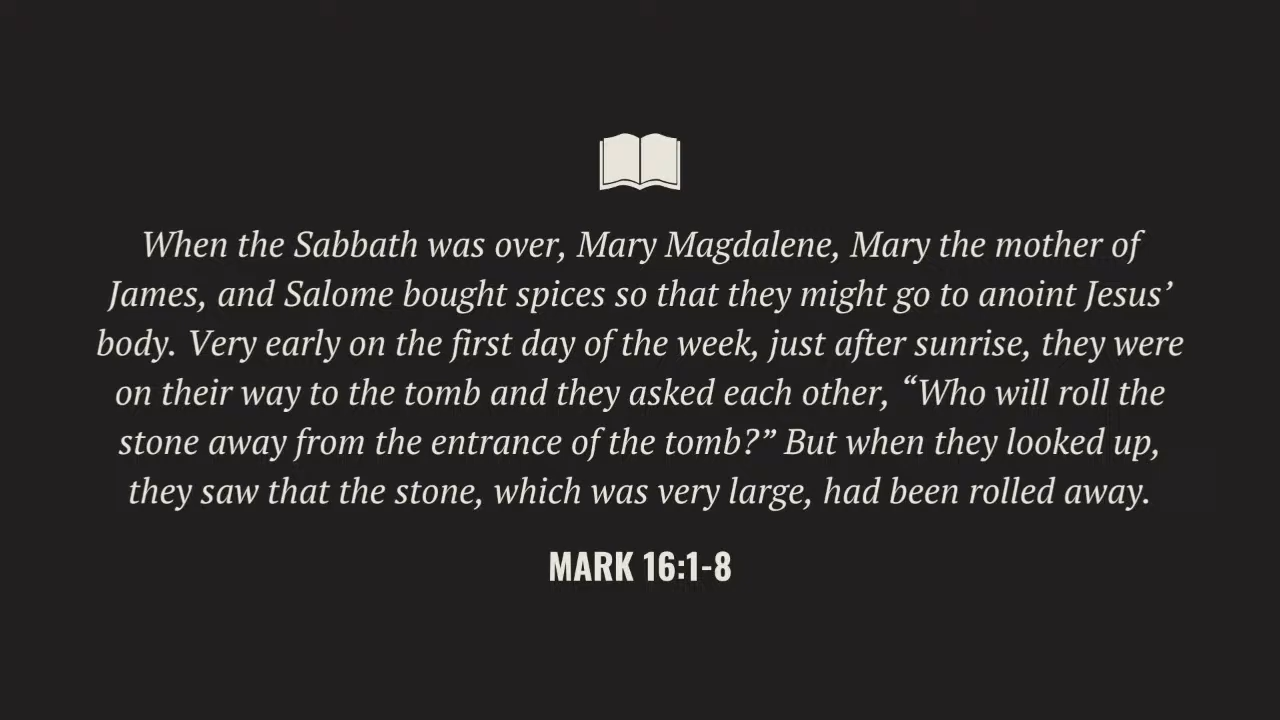 When the Sabbath was over, Mary Magdalene, Mary the mother of
James, and Salome bought spices so that they might go to anoint Jesus’
body. Very early on the first day of the week, just after sunrise, they were
on their way to the tomb and they asked each other, “Who will roll the
stone away from the entrance of the tomb?” But when they looked up,
they saw that the stone, which was very large, had been rolled away.
MARK 16:1-8